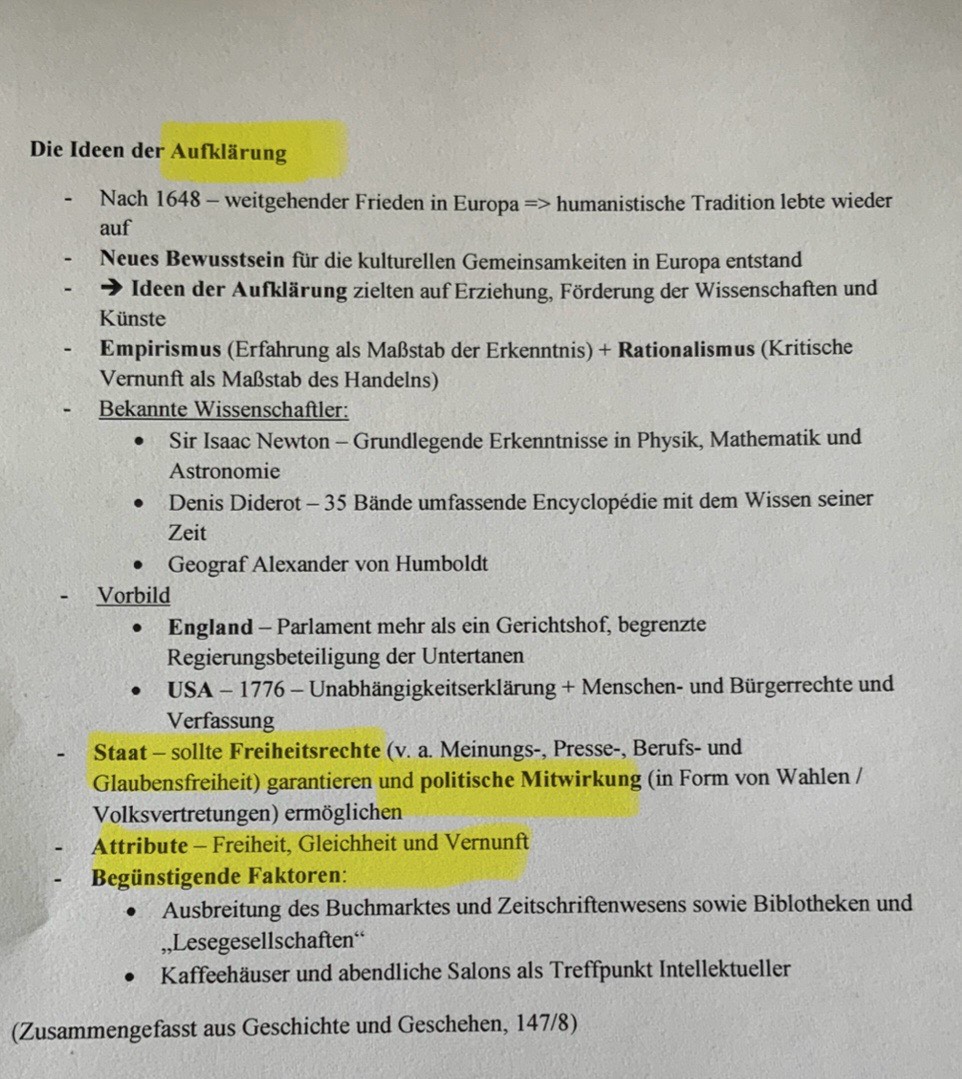 Die Ideen der Aufklärung
- Nach 1648 – weitgehender Frieden in Europa => humanistische Tradition lebte wieder
auf
- Neues Bewusstsein für die kulturellen Gemeinsamkeiten in Europa entstand
- ➔ Ideen der Aufklärung zielten auf Erziehung, Förderung der Wissenschaften und
Künste
- Empirismus (Erfahrung als Maßstab der Erkenntnis) + Rationalismus (Kritische
Vernunft als Maßstab des Handelns)
- Bekannte Wissenschaftler:
• Sir Isaac Newton – Grundlegende Erkenntnisse in Physik, Mathematik und
Astronomie
• Denis Diderot – 35 Bände umfassende Encyclopédie mit dem Wissen seiner
Zeit
• Geograf Alexander von Humboldt
- Vorbild
• England – Parlament mehr als ein Gerichtshof, begrenzte
Regierungsbeteiligung der Untertanen
• USA – 1776 – Unabhängigkeitserklärung + Menschen- und Bürgerrechte und
Verfassung
- Staat – sollte Freiheitsrechte (v. a. Meinungs-, Presse-, Berufs- und
Glaubensfreiheit) garantieren und politische Mitwirkung (in Form von Wahlen /
Volksvertretungen) ermöglichen
- Attribute – Freiheit, Gleichheit und Vernunft
- Begünstigende Faktoren:
• Ausbreitung des Buchmarktes und Zeitschriftenwesens sowie Biblotheken und
„Lesegesellschaften“
• Kaffeehäuser und abendliche Salons als Treffpunkt Intellektueller
(Zusammengefasst aus Geschichte und Geschehen, 147/8)